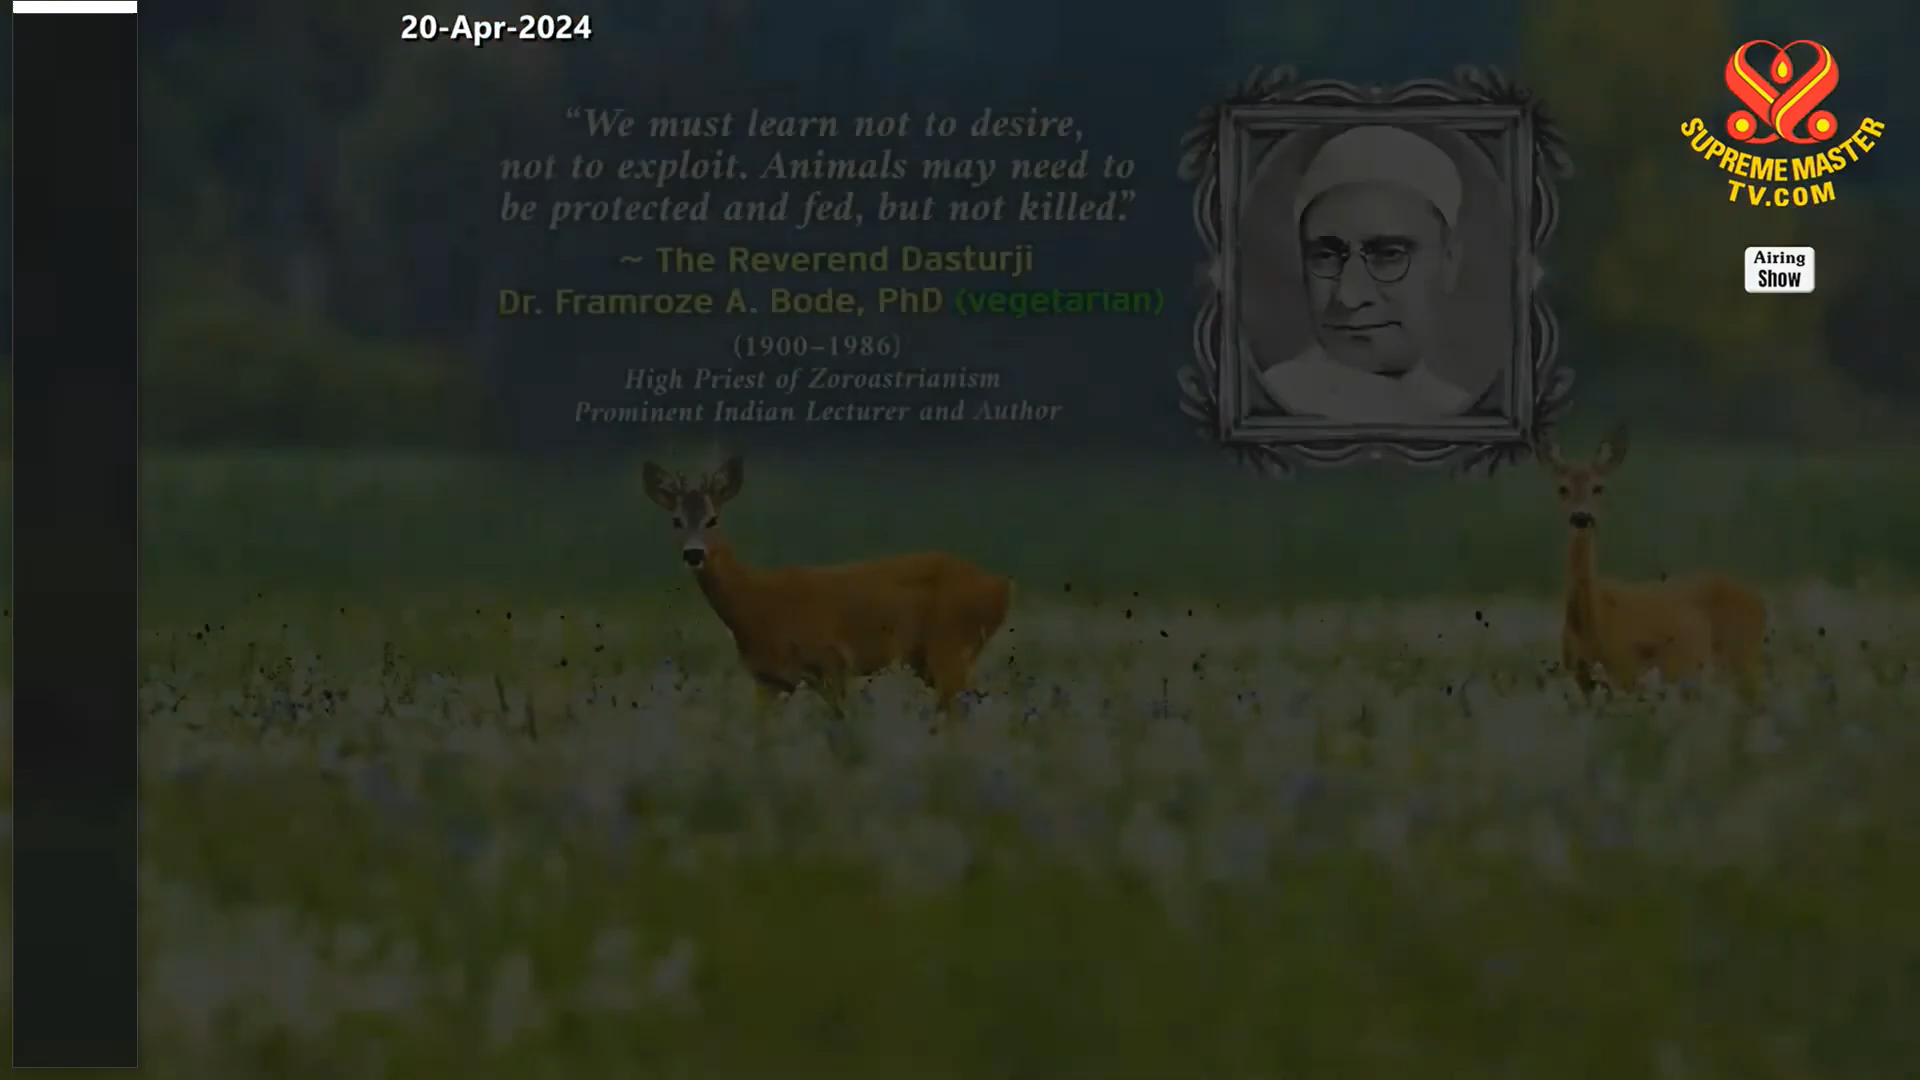 20-Apr-2024
“We must learn not to desire,
not to exploit. Animals may need to
be protected and fed, but not killed.”
~ The Reverend Dasturji
Dr. Framroze A. Bode, PhD (vegetarian)
(1900–1986)
High Priest of Zoroastrianism
Prominent Indian Lecturer and Author
SUPREME MASTER
TV.COM
Airing
Show